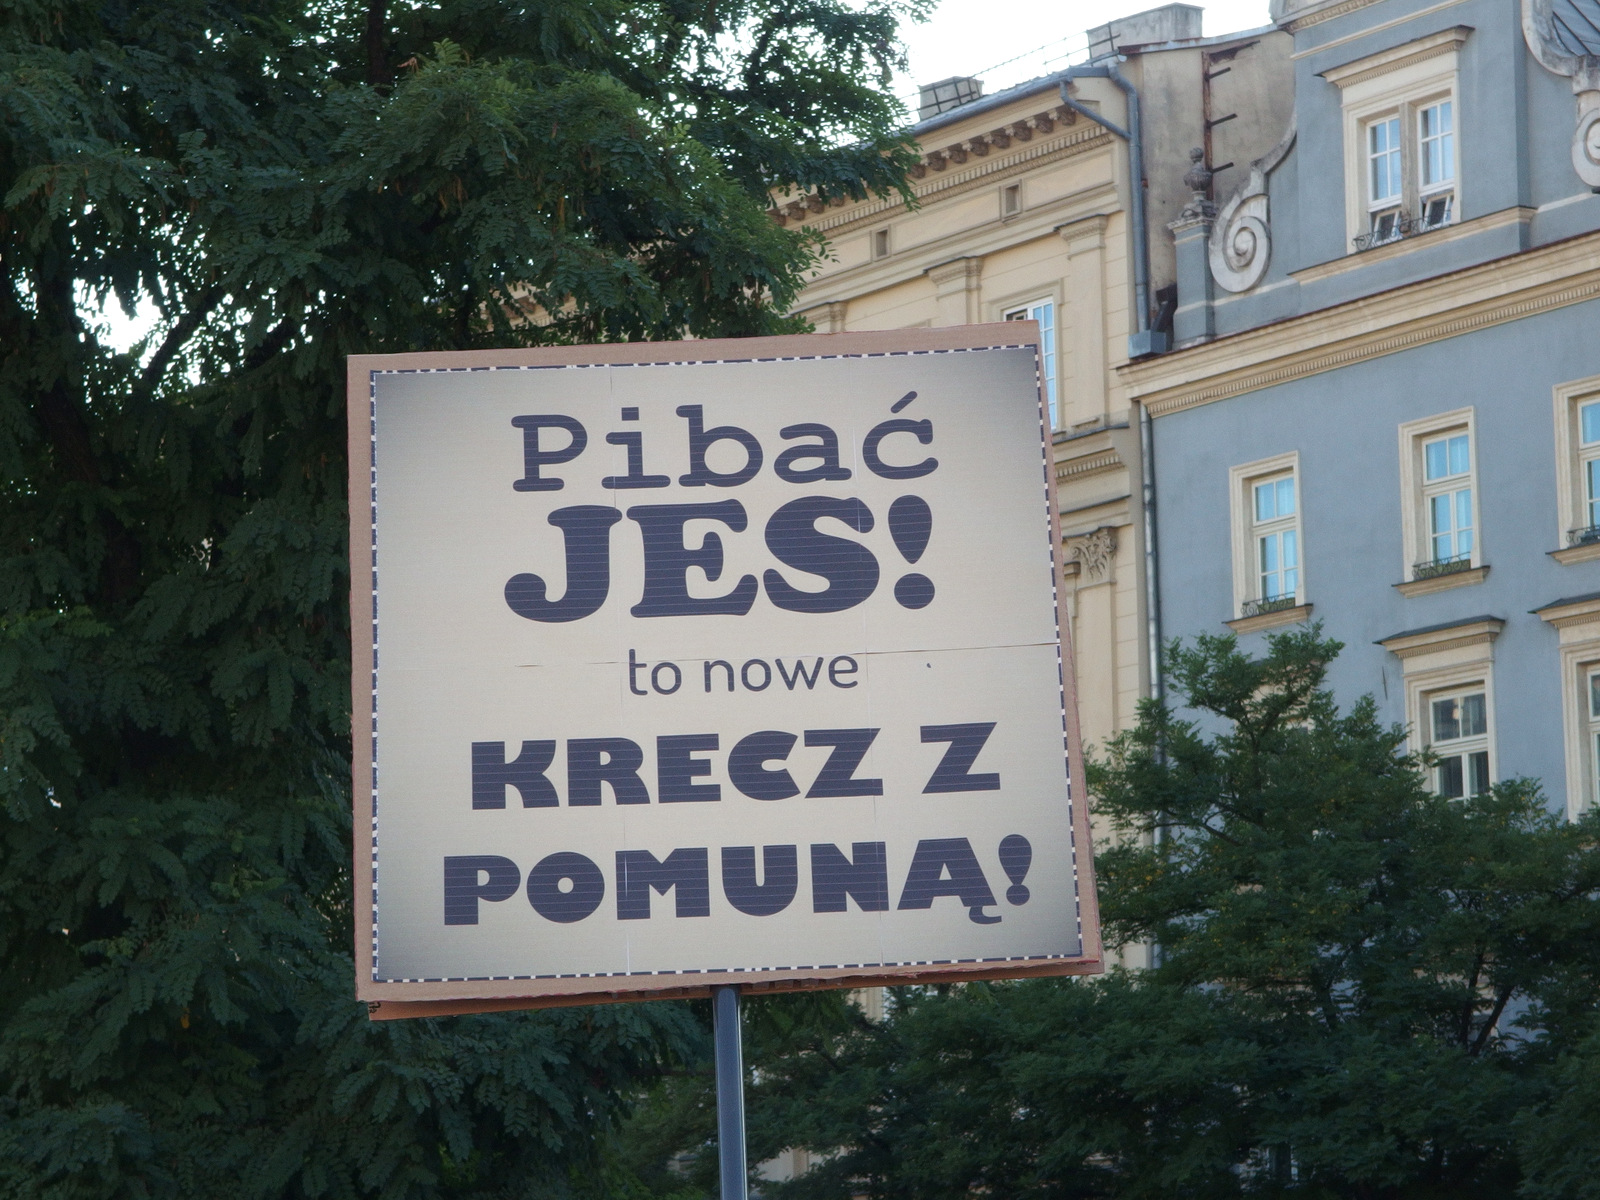 Pibać
JES!
to nowe
KRECZ Z
POMUNĄ!